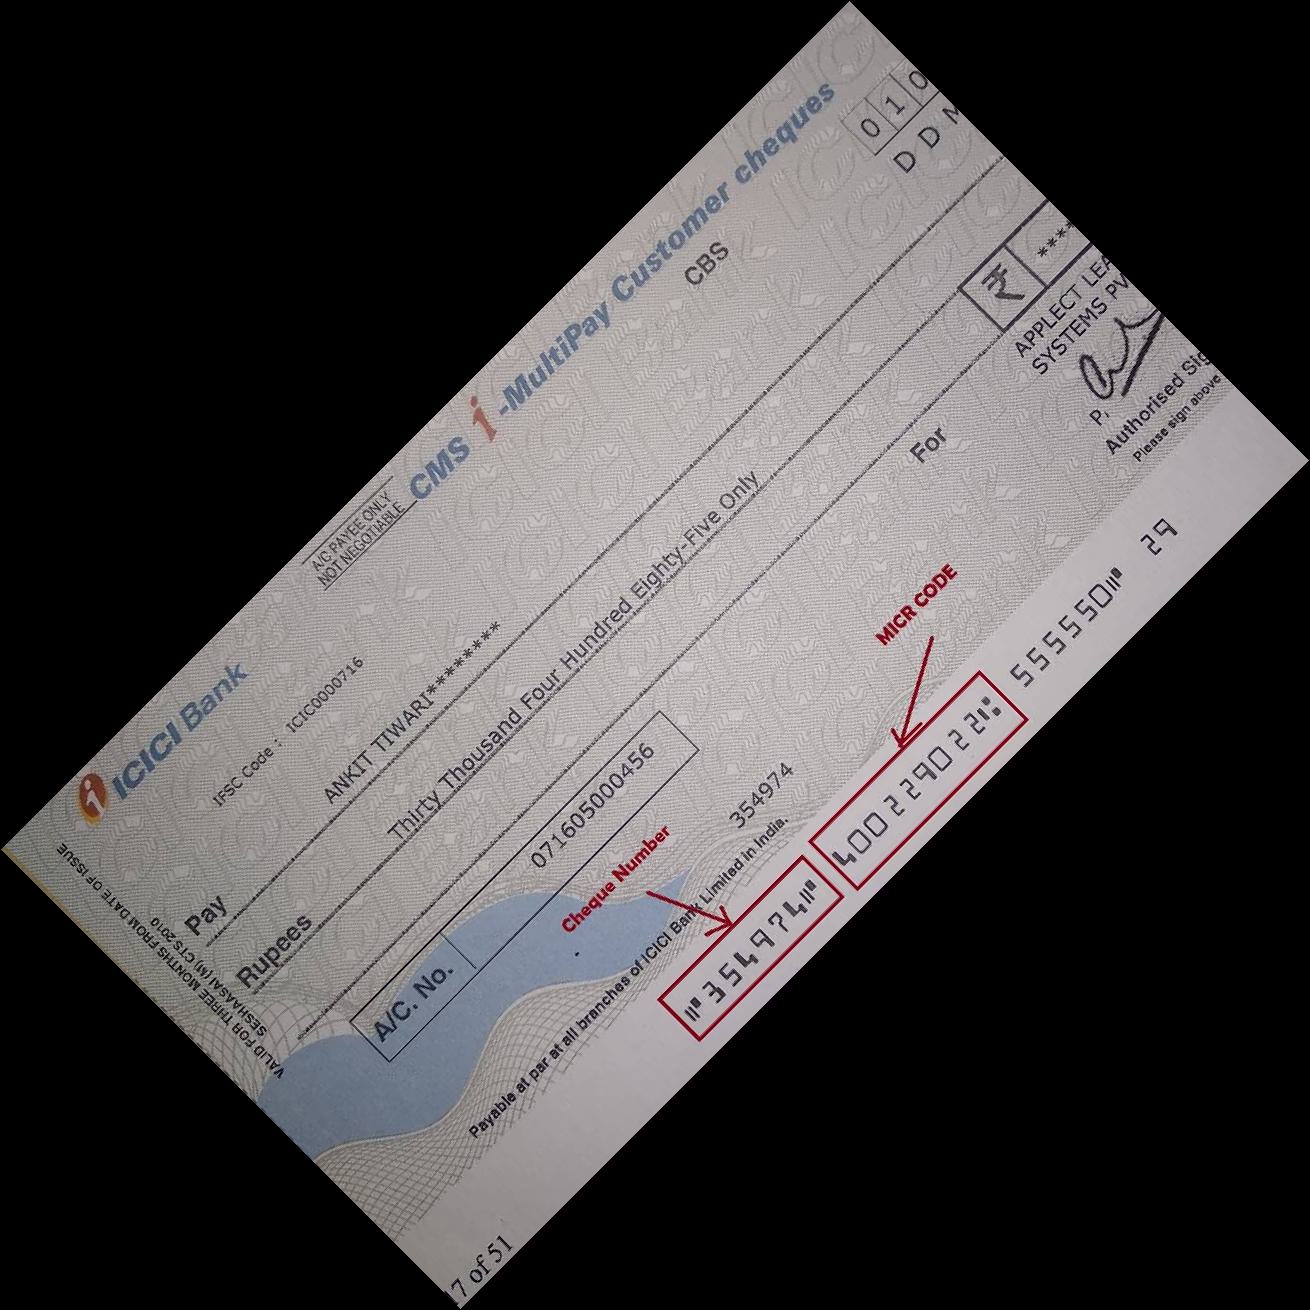 ICICI Bank
A/C PAYEE ONLY
NOT NEGOTIABLE
CMS i-MultiPay Customer cheques
0 1 0
D D M
IFSC Code : ICIC0000716
CBS
Pay
ANKIT TIWARI********
Rupees
Thirty Thousand Four Hundred Eighty-Five Only
₹ ****
A/C. No.
071605000456
For
APPLECT LEA
SYSTEMS PV
P.
Authorised Sig
Please sign above
VALID FOR THREE MONTHS FROM DATE OF ISSUE
SESHAASAI (M) CTS 2010
Cheque Number
354974
MICR CODE
Payable at par at all branches of ICICI Bank Limited in India.
⑈354974⑈ 400229022⑆ 555550⑈ 29
7 of 51